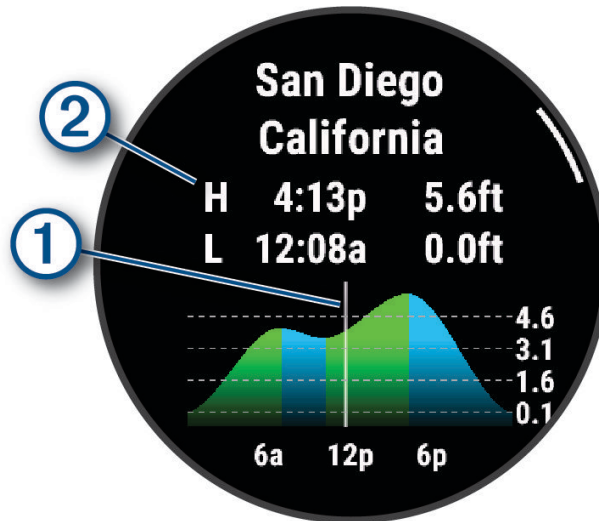 San Diego
California
2
H 4:13p 5.6ft
1
L 12:08a 0.0ft
4.6
3.1
1.6
0.1
6a 12p 6p